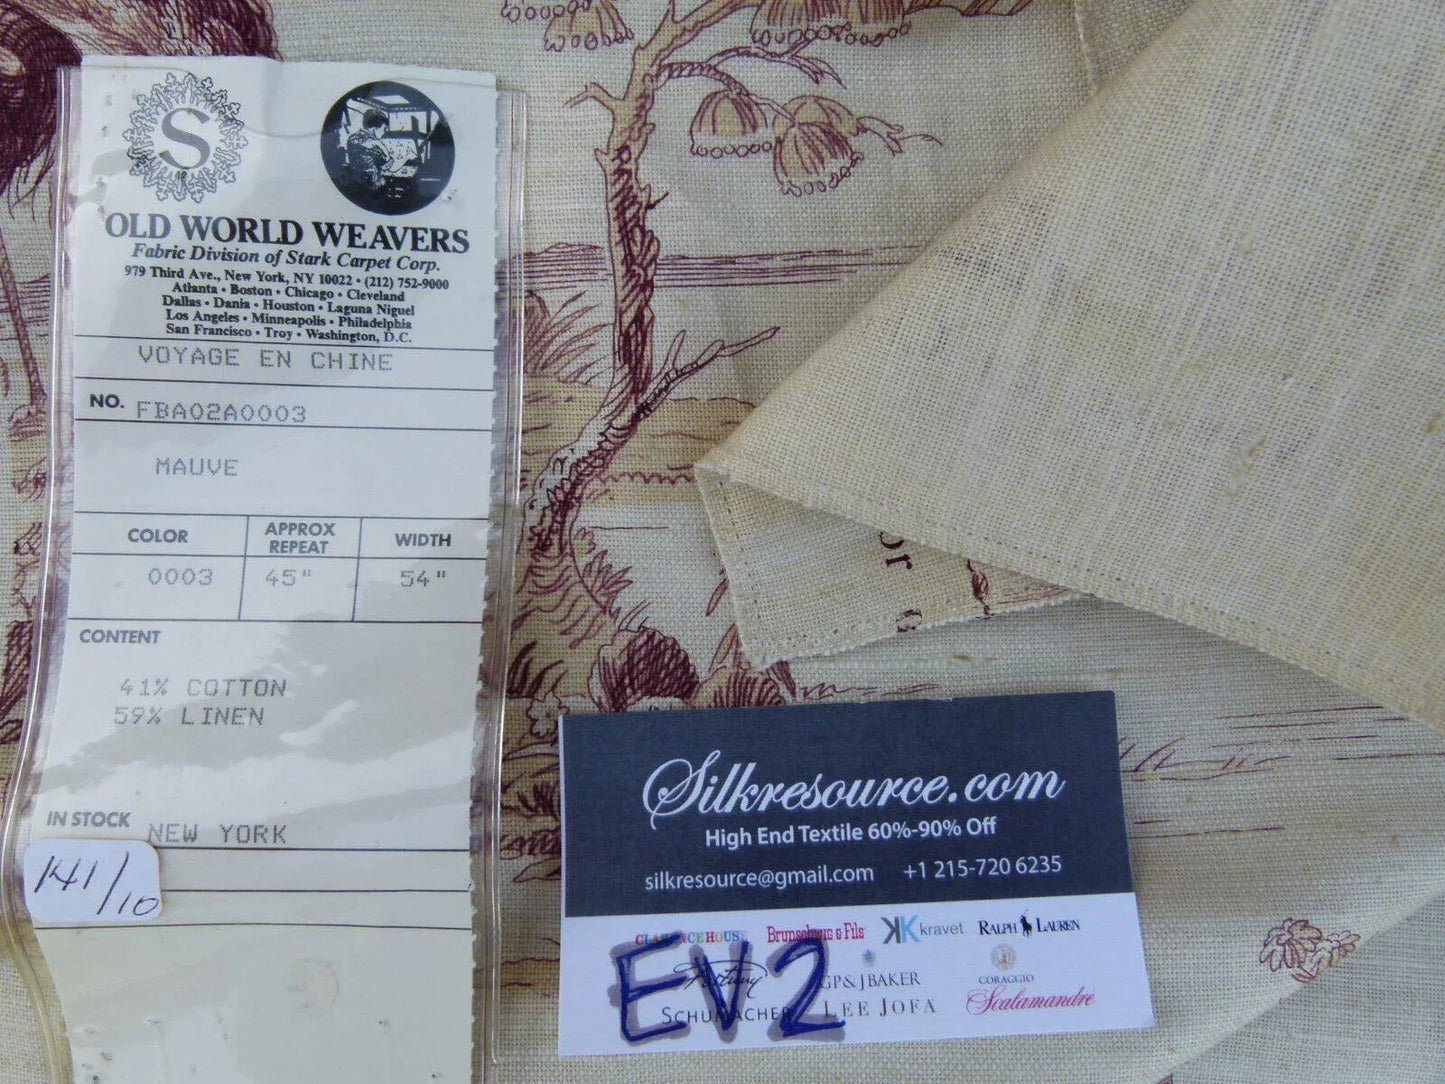 S
OLD WORLD WEAVERS
Fabric Division of Stark Carpet Corp.
979 Third Ave., New York, NY 10022 • (212) 752-9000
Atlanta • Boston • Chicago • Cleveland
Dallas • Dania • Houston • Laguna Niguel
Los Angeles • Minneapolis • Philadelphia
San Francisco • Troy • Washington, D.C.
VOYAGE EN CHINE
NO. FBA02A0003
MAUVE
COLOR APPROX REPEAT WIDTH
0003 45" 54"
CONTENT
41% COTTON
59% LINEN
IN STOCK NEW YORK
141/10
or
Silkresource.com
High End Textile 60%-90% Off
silkresource@gmail.com +1 215-720 6235
CLARENCE HOUSE Brunschwig & Fils kravet RALPH LAUREN
Fortuny GP & J BAKER CORAGGIO
SCHUMACHER LEE JOFA Scalamandré
EV2